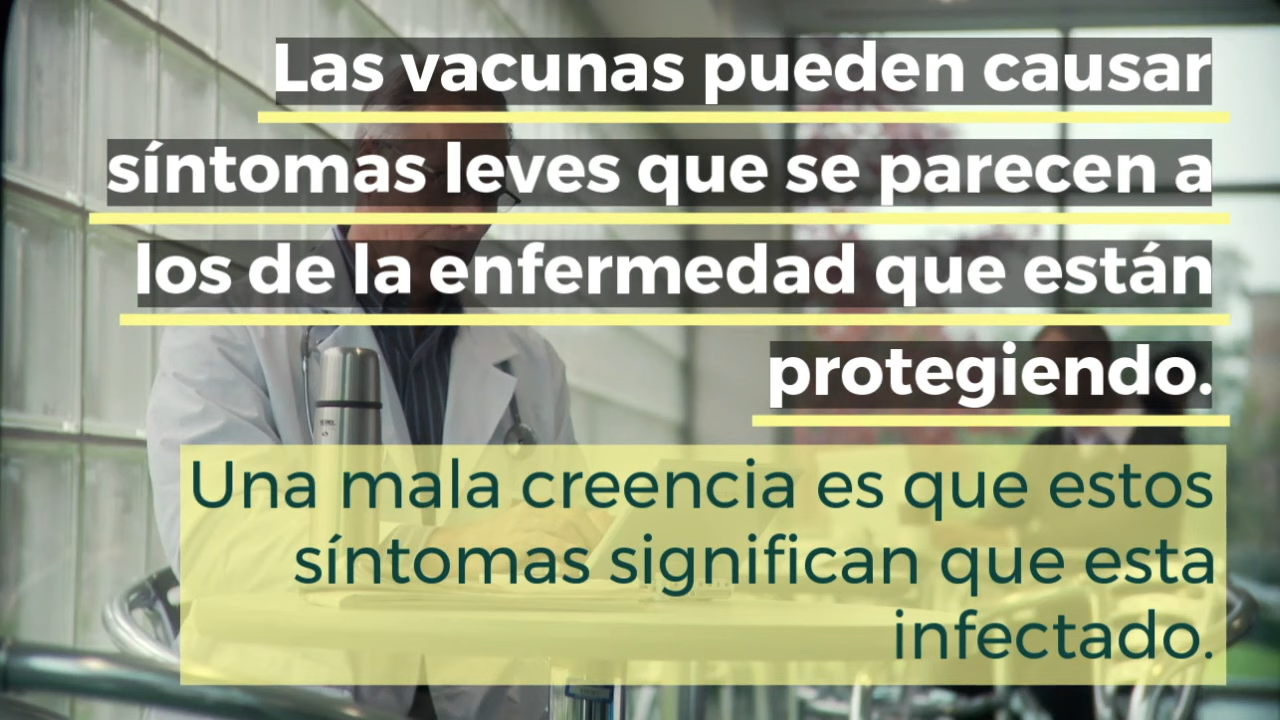 Las vacunas pueden causar
síntomas leves que se parecen a
los de la enfermedad que están
protegiendo.
Una mala creencia es que estos
síntomas significan que esta
infectado.